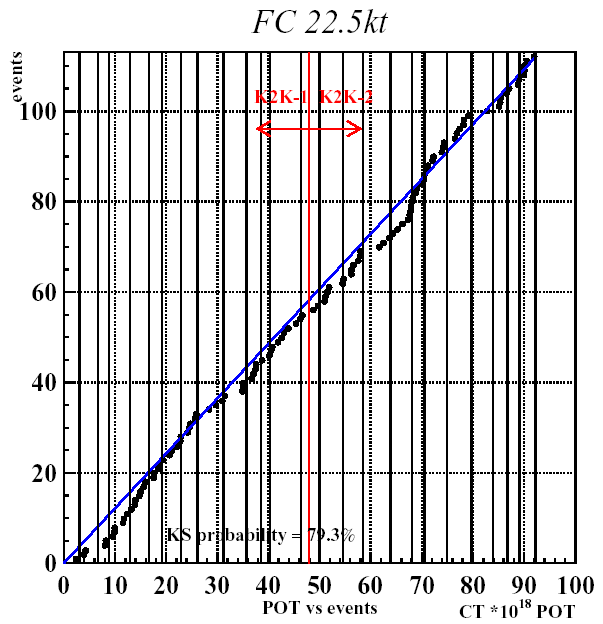 FC 22.5kt
events
K2K-1 K2K-2
100
80
60
40
20
0
KS probability = 79.3%
0 10 20 30 40 50 60 70 80 90 100
POT vs events
CT *10^18 POT